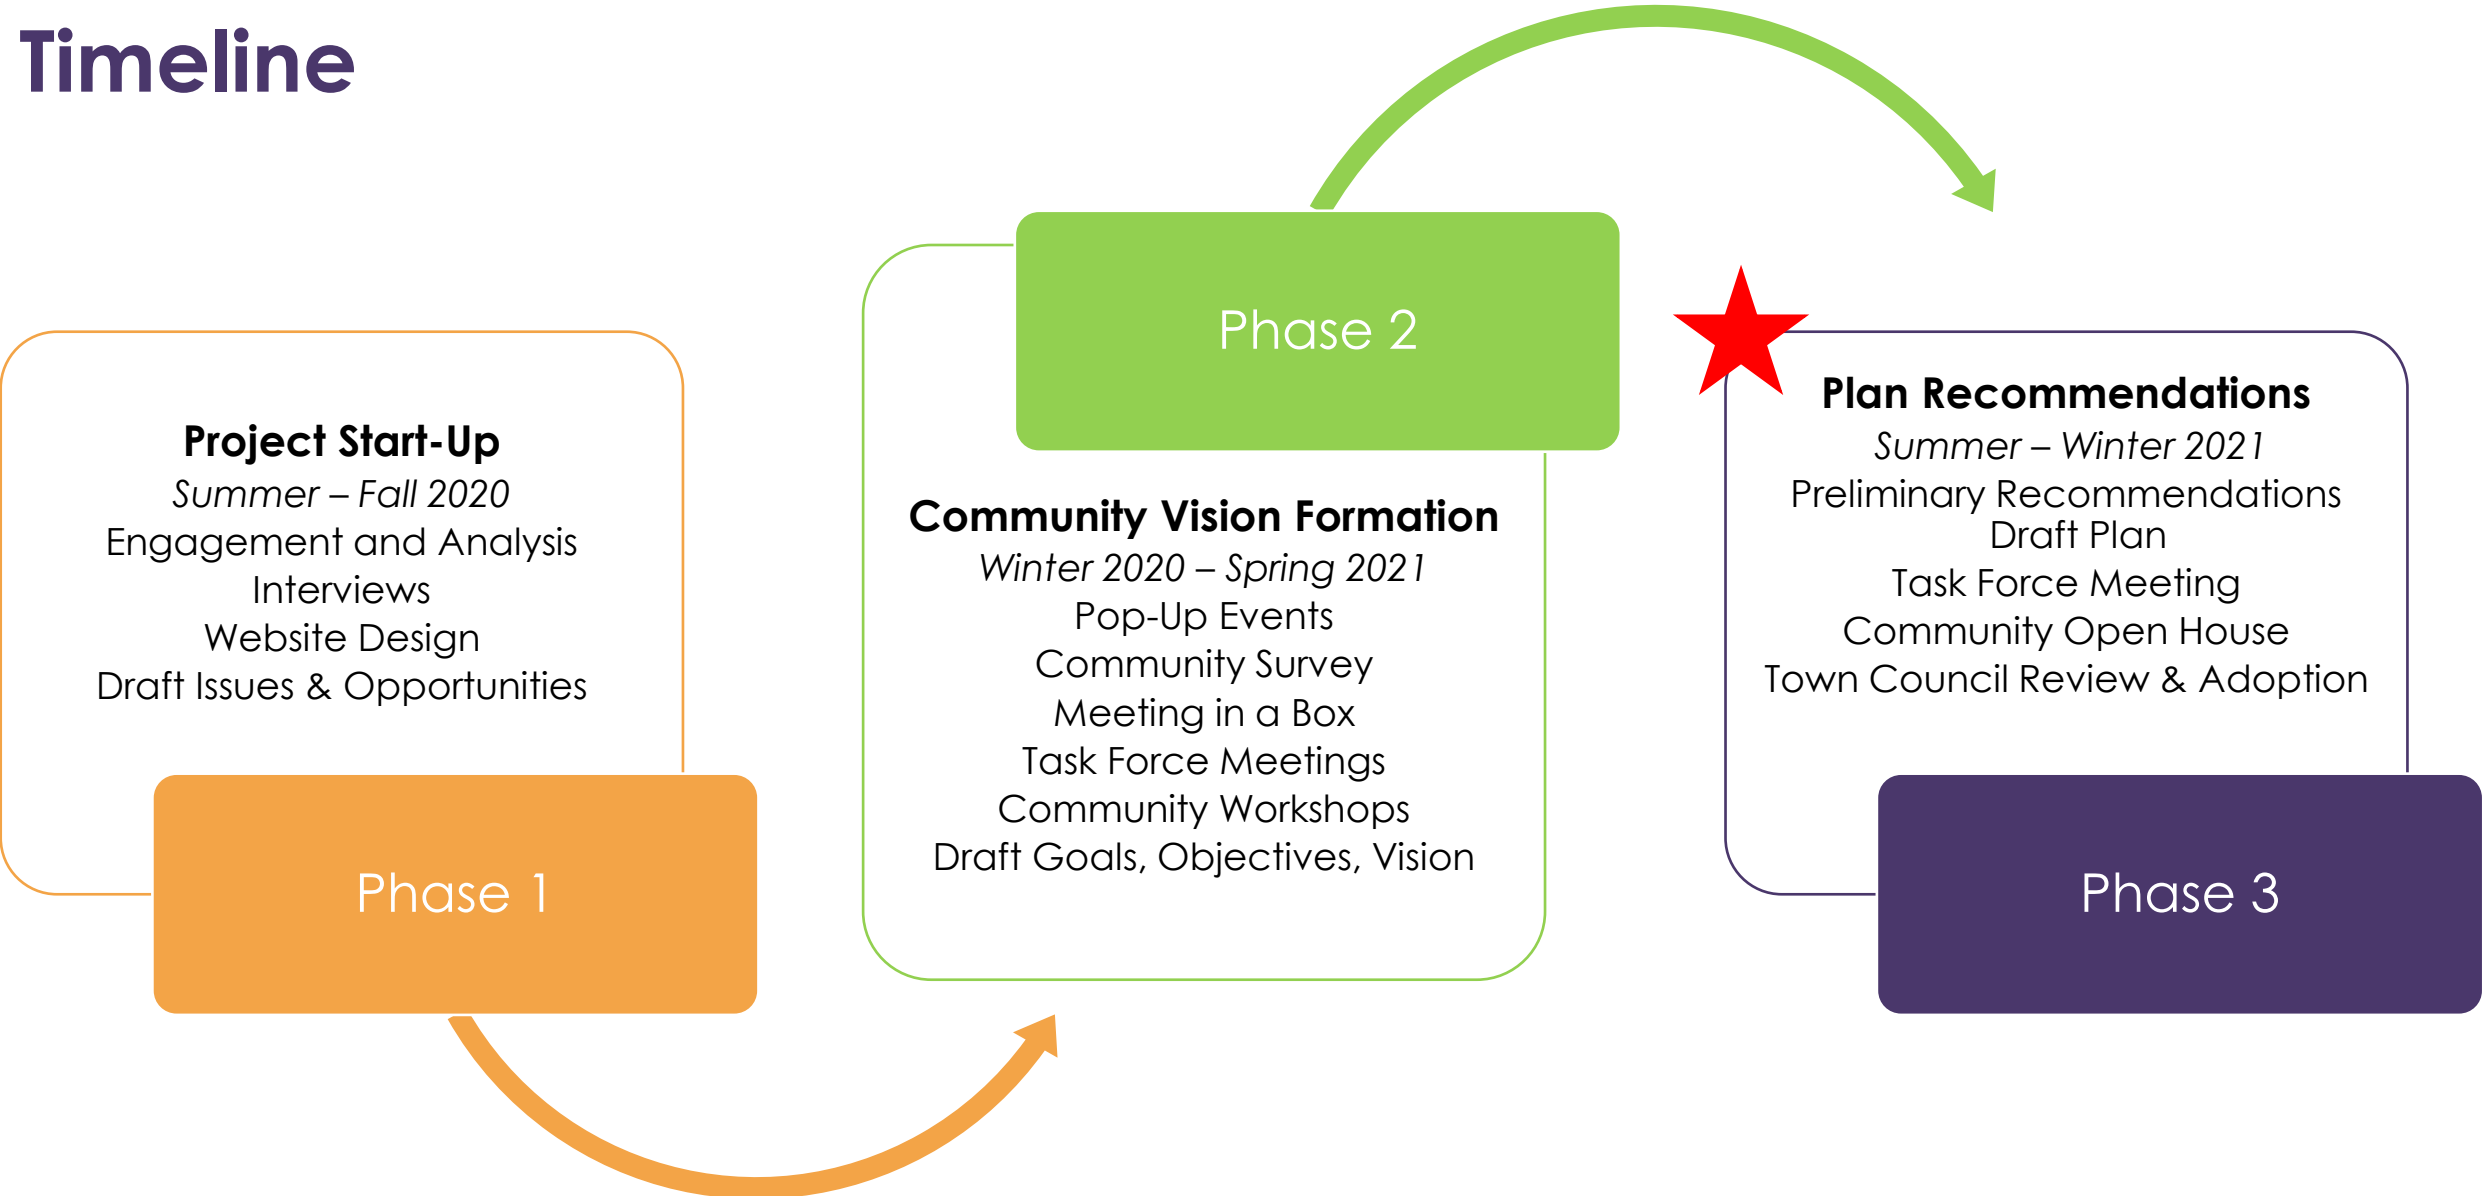 Timeline
Project Start-Up
Summer – Fall 2020
Engagement and Analysis
Interviews
Website Design
Draft Issues & Opportunities
Phase 1
Phase 2
Community Vision Formation
Winter 2020 – Spring 2021
Pop-Up Events
Community Survey
Meeting in a Box
Task Force Meetings
Community Workshops
Draft Goals, Objectives, Vision
Plan Recommendations
Summer – Winter 2021
Preliminary Recommendations
Draft Plan
Task Force Meeting
Community Open House
Town Council Review & Adoption
Phase 3